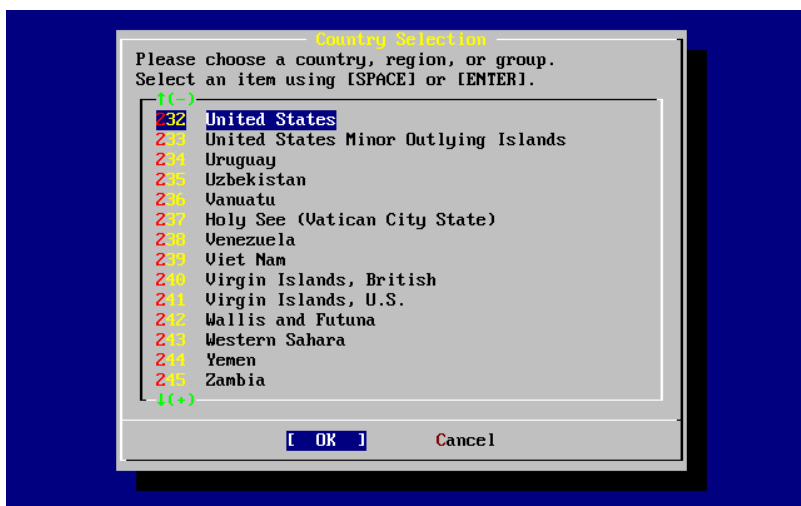 Country Selection
Please choose a country, region, or group.
Select an item using [SPACE] or [ENTER].
↑(-)
232 United States
233 United States Minor Outlying Islands
234 Uruguay
235 Uzbekistan
236 Vanuatu
237 Holy See (Vatican City State)
238 Venezuela
239 Viet Nam
240 Virgin Islands, British
241 Virgin Islands, U.S.
242 Wallis and Futuna
243 Western Sahara
244 Yemen
245 Zambia
↓(+)
[ OK ] Cancel